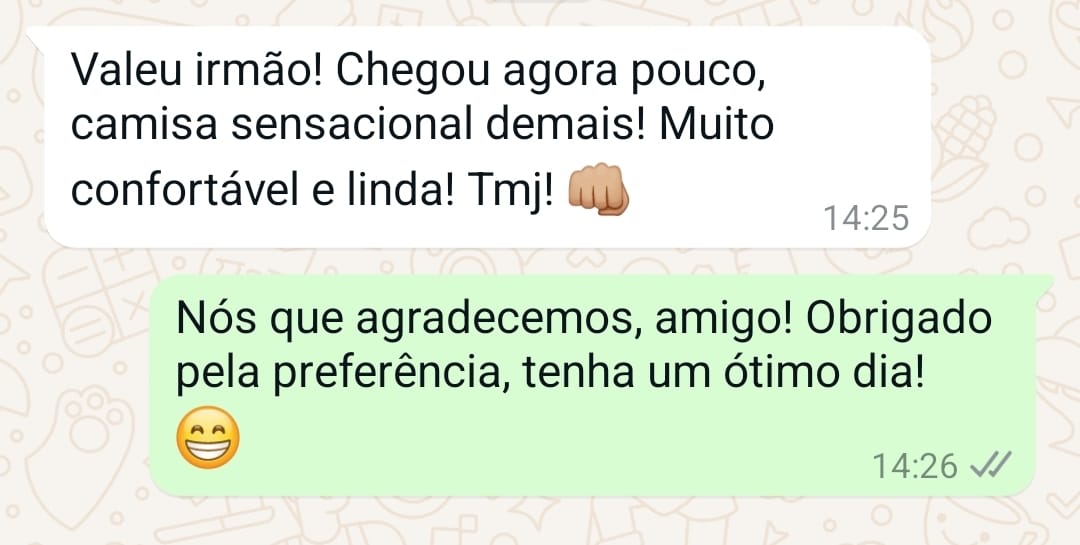 Valeu irmão! Chegou agora pouco,
camisa sensacional demais! Muito
confortável e linda! Tmj! 👊🏼
14:25
Nós que agradecemos, amigo! Obrigado
pela preferência, tenha um ótimo dia!
😁
14:26